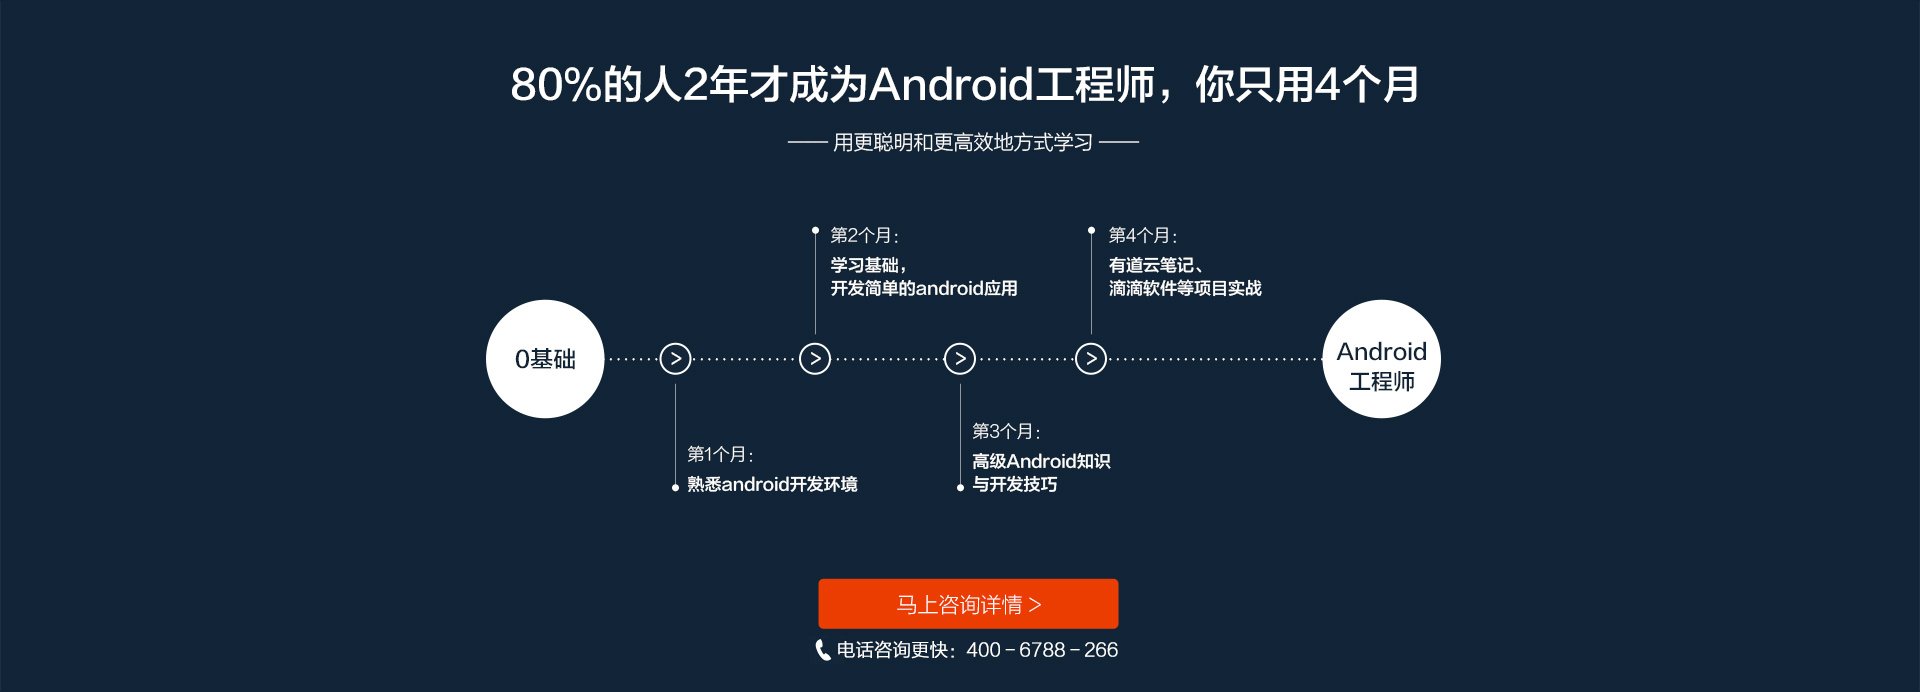 80%的人2年才成为Android工程师，你只用4个月
用更聪明和更高效地方式学习
第2个月：
学习基础，
开发简单的android应用
第4个月：
有道云笔记、
滴滴软件等项目实战
0基础
>
>
>
>
Android
工程师
第1个月：
熟悉android开发环境
第3个月：
高级Android知识
与开发技巧
马上咨询详情 >
电话咨询更快：400-6788-266